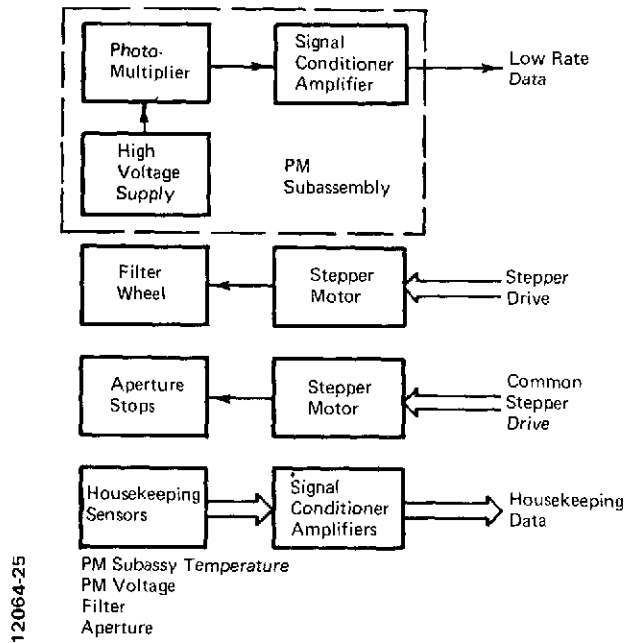 Photo-
Multiplier
Signal
Conditioner
Amplifier
Low Rate
Data
High
Voltage
Supply
PM
Subassembly
Filter
Wheel
Stepper
Motor
Stepper
Drive
Aperture
Stops
Stepper
Motor
Common
Stepper
Drive
Housekeeping
Sensors
Signal
Conditioner
Amplifiers
Housekeeping
Data
PM Subassy Temperature
PM Voltage
Filter
Aperture
12064-25